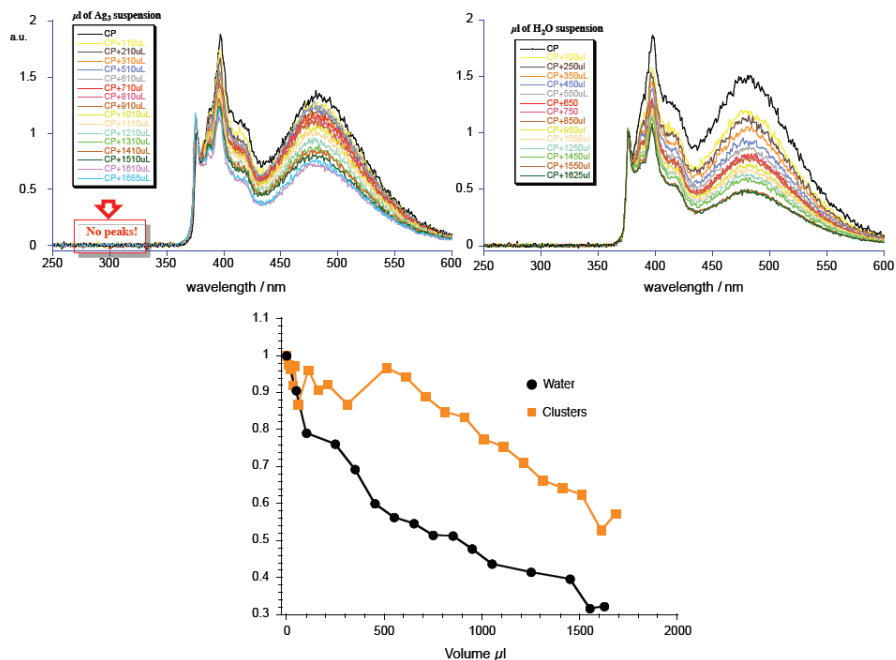 µl of Ag3 suspension
CP
CP+110uL
CP+210uL
CP+310uL
CP+510uL
CP+610uL
CP+710ul
CP+810uL
CP+910uL
CP+1010uL
CP+1110uL
CP+1210uL
CP+1310uL
CP+1410uL
CP+1510uL
CP+1610uL
CP+1685uL
No peaks!
2
a.u.
1.5
1
0.5
0
250
300
350
400
450
500
550
600
wavelength / nm
µl of H2O suspension
CP
CP+100ul
CP+250ul
CP+350uL
CP+450ul
CP+550uL
CP+650
CP+750
CP+850ul
CP+950uL
CP+1050uL
CP+1250ul
CP+1450ul
CP+1550ul
CP+1625uL
2
1.5
1
0.5
0
250
300
350
400
450
500
550
600
wavelength / nm
1.1
1
0.9
0.8
0.7
0.6
0.5
0.4
0.3
Water
Clusters
0
500
1000
1500
2000
Volume µl